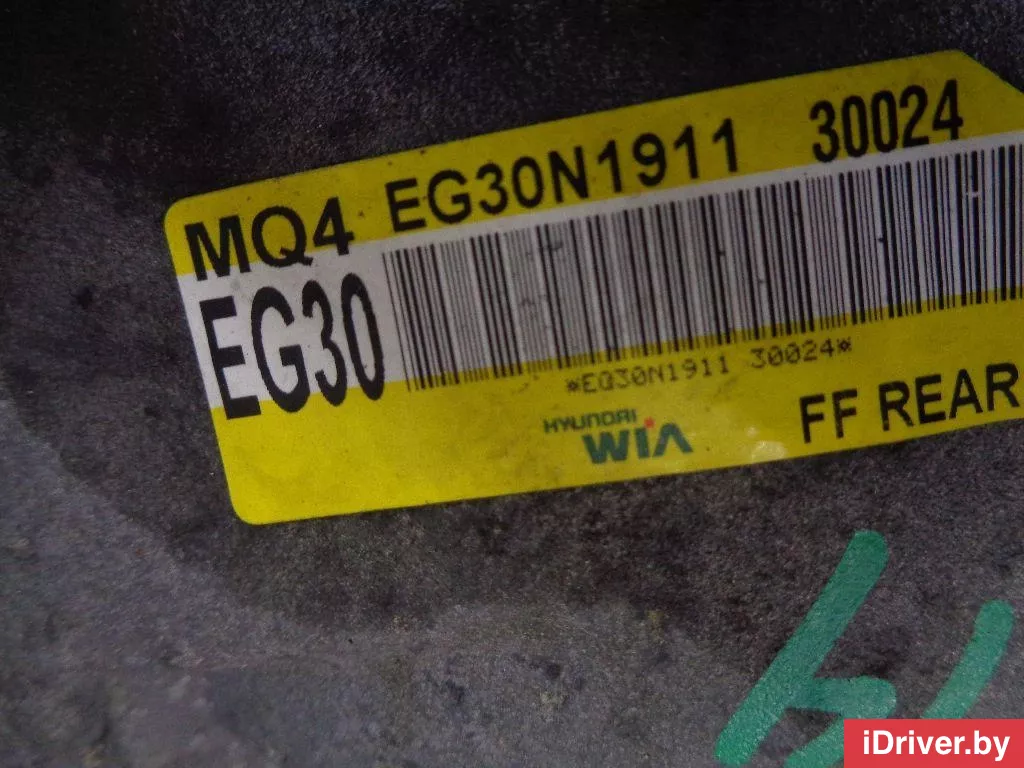 MQ4 EG30N1911 30024
EG30
*EG30N1911 30024*
HYUNDAI
WIA
FF REAR
iDriver.by